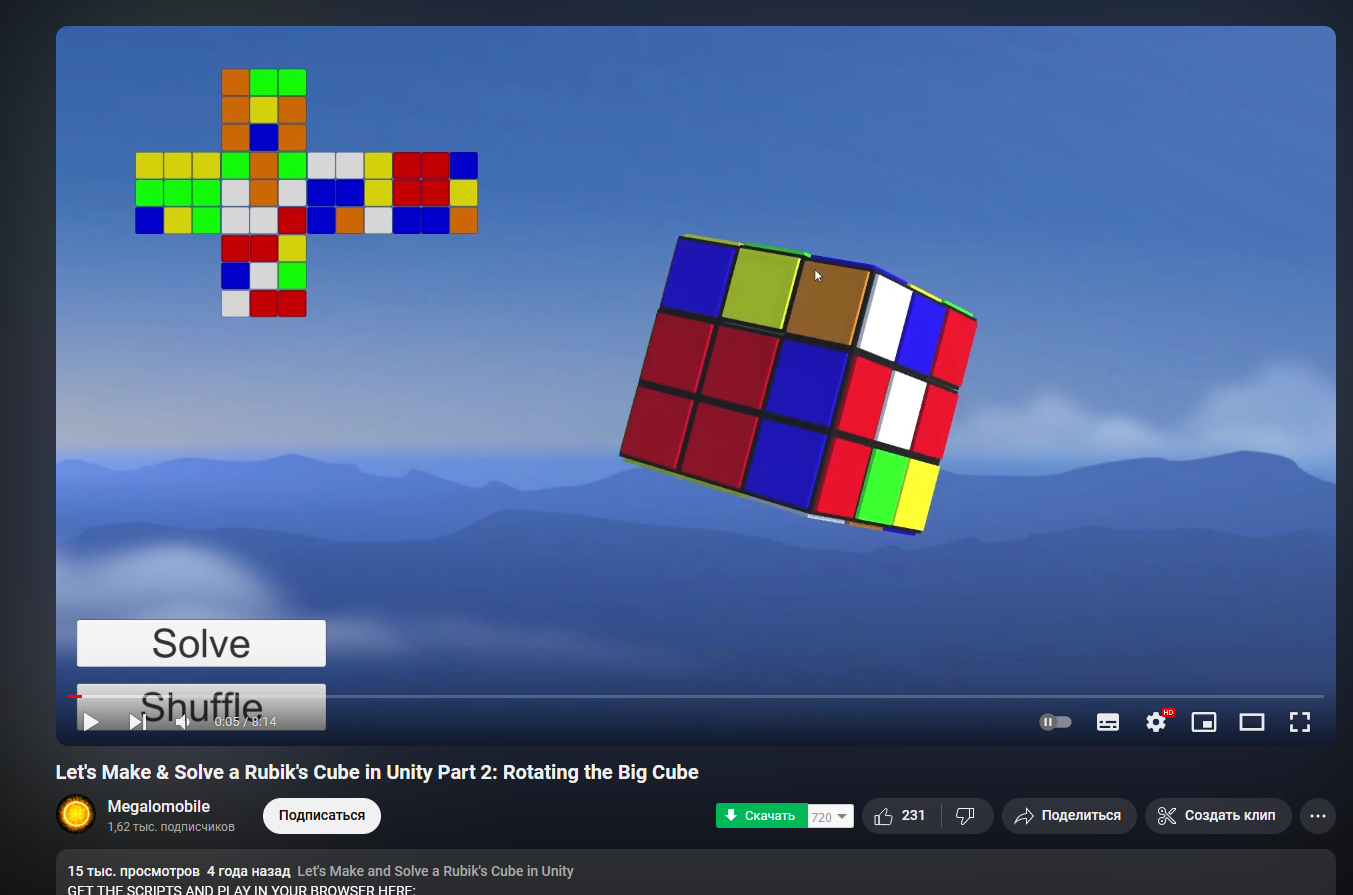 Solve
Shuffle
0:05 / 8:14
HD
Let's Make & Solve a Rubik's Cube in Unity Part 2: Rotating the Big Cube
Megalomobile
1,62 тыс. подписчиков
Подписаться
Скачать
720
231
Поделиться
Создать клип
15 тыс. просмотров 4 года назад Let's Make and Solve a Rubik's Cube in Unity
GET THE SCRIPTS AND PLAY IN YOUR BROWSER HERE: